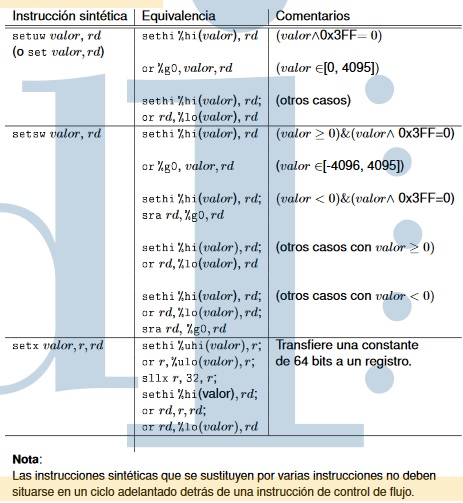 Instrucción sintética Equivalencia Comentarios
setuw valor, rd sethi %hi(valor), rd (valor∧0x3FF= 0)
(o set valor, rd)
or %g0, valor, rd (valor ∈[0, 4095])
sethi %hi(valor), rd; (otros casos)
or rd, %lo(valor), rd
setsw valor, rd sethi %hi(valor), rd (valor ≥ 0)&(valor∧ 0x3FF=0)
or %g0, valor, rd (valor ∈[-4096, 4095])
sethi %hi(valor), rd; (valor < 0)&(valor∧ 0x3FF=0)
sra rd, %g0, rd
sethi %hi(valor), rd; (otros casos con valor ≥ 0)
or rd, %lo(valor), rd
sethi %hi(valor), rd; (otros casos con valor < 0)
or rd, %lo(valor), rd;
sra rd, %g0, rd
setx valor, r, rd sethi %uhi(valor), r; Transfiere una constante
or r, %ulo(valor), r; de 64 bits a un registro.
sllx r, 32, r;
sethi %hi(valor), rd;
or rd, r, rd;
or rd, %lo(valor), rd
Nota:
Las instrucciones sintéticas que se sustituyen por varias instrucciones no deben
situarse en un ciclo adelantado detrás de una instrucción de control de flujo.